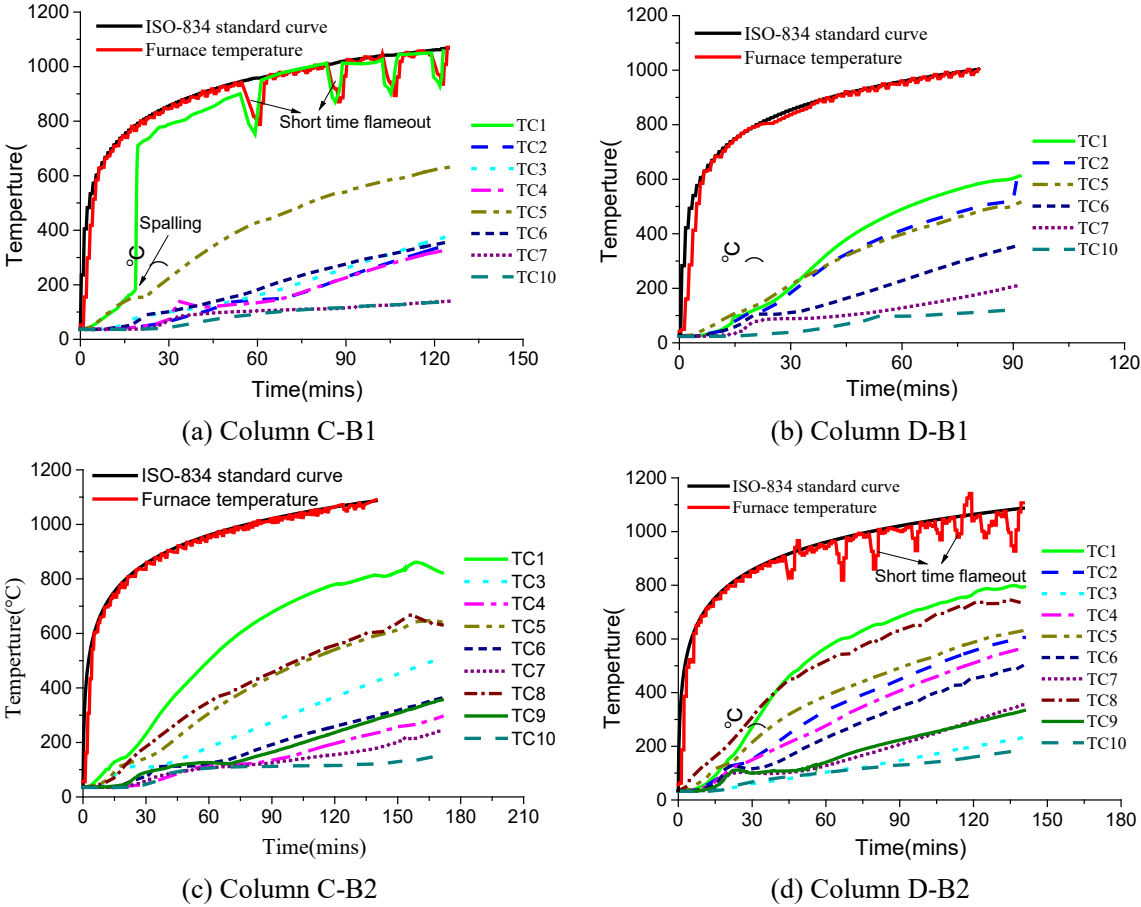 ISO-834 standard curve
Furnace temperature
1200
1000
800
600
400
200
0
Temperture(
°C
)
Short time flameout
Spalling
TC1
TC2
TC3
TC4
TC5
TC6
TC7
TC10
0 30 60 90 120 150
Time(mins)
(a) Column C-B1
ISO-834 standard curve
Furnace temperature
1200
1000
800
600
400
200
0
Temperture(
°C
)
TC1
TC2
TC5
TC6
TC7
TC10
0 30 60 90 120
Time(mins)
(b) Column D-B1
ISO-834 standard curve
Furnace temperature
1200
1000
800
600
400
200
0
Temperture(°C)
TC1
TC3
TC4
TC5
TC6
TC7
TC8
TC9
TC10
0 30 60 90 120 150 180 210
Time(mins)
(c) Column C-B2
ISO-834 standard curve
Furnace temperature
1200
1000
800
600
400
200
0
Temperture(
°C
)
Short time flameout
TC1
TC2
TC3
TC4
TC5
TC6
TC7
TC8
TC9
TC10
0 30 60 90 120 150 180
Time(mins)
(d) Column D-B2